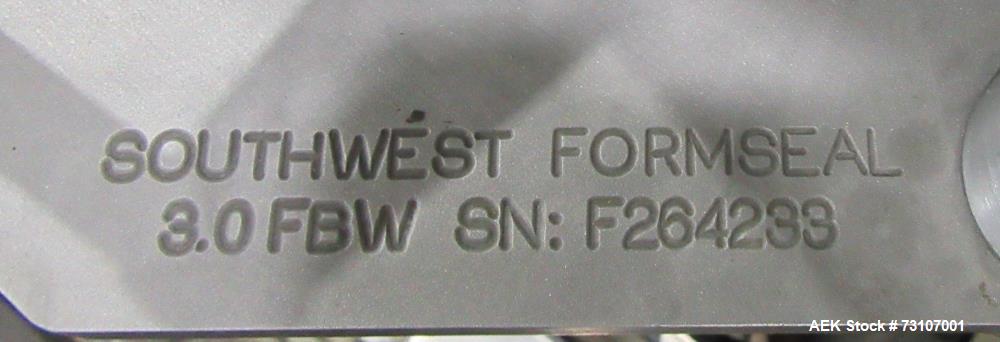 SOUTHWEST FORMSEAL
3.0 FBW SN: F264233
AEK Stock # 73107001